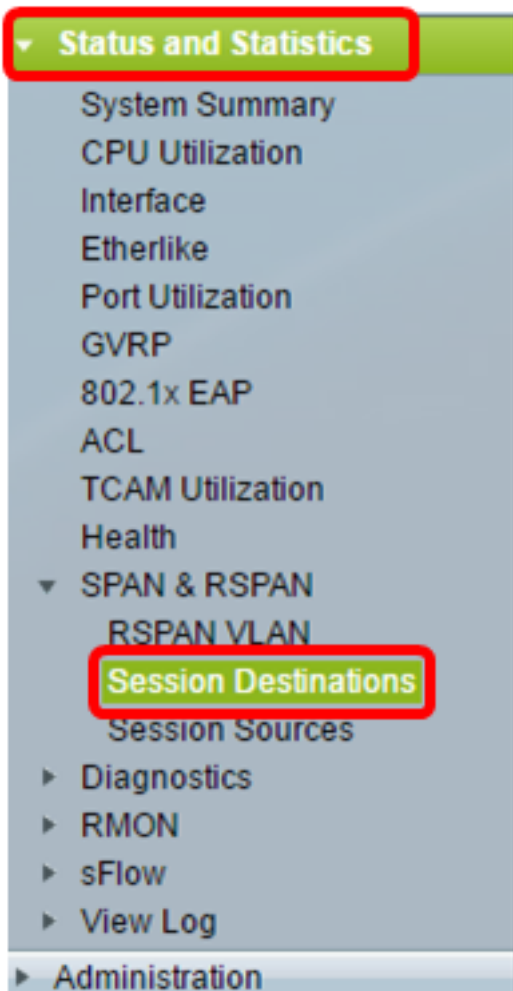 Status and Statistics
System Summary
CPU Utilization
Interface
Etherlike
Port Utilization
GVRP
802.1x EAP
ACL
TCAM Utilization
Health
SPAN & RSPAN
RSPAN VLAN
Session Destinations
Session Sources
Diagnostics
RMON
sFlow
View Log
Administration